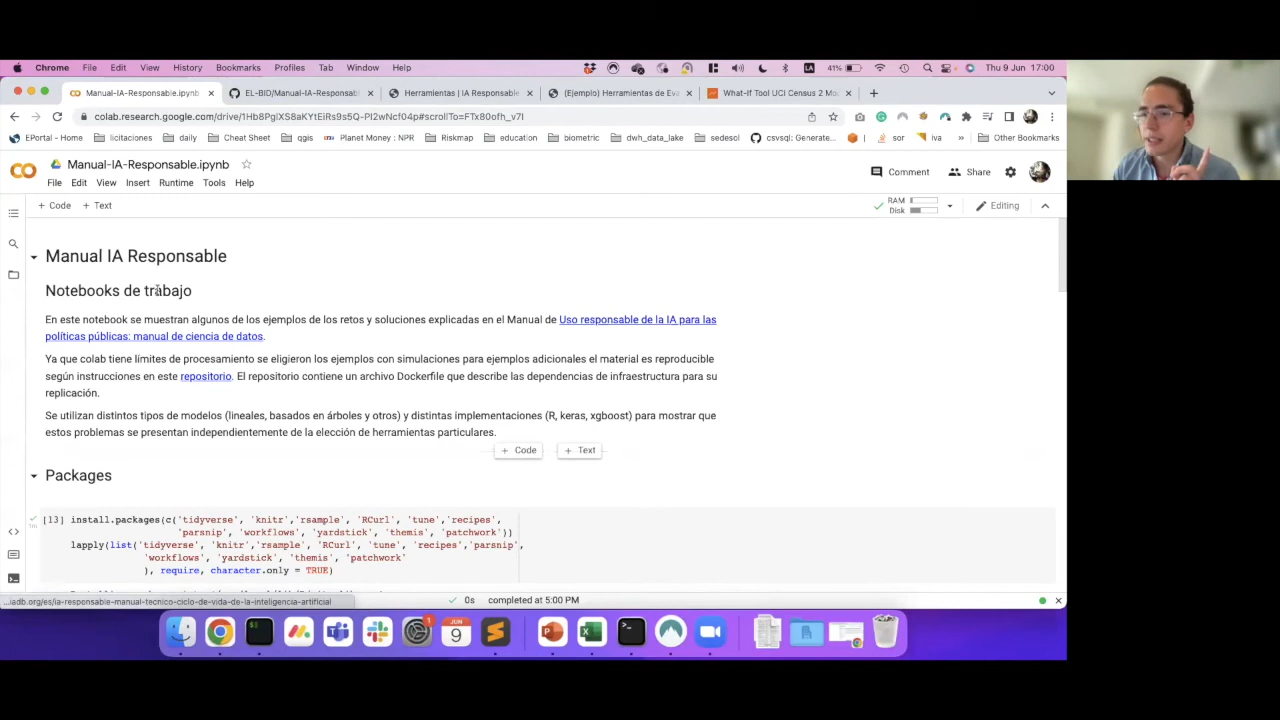 Chrome File Edit View History Bookmarks Profiles Tab Window Help 41% Thu 9 Jun 17:00
Manual-IA-Responsable.ipynb EL-BID/Manual-IA-Responsabl Herramientas | IA Responsable (Ejemplo) Herramientas de Eva What-If Tool UCI Census 2 Mo
colab.research.google.com/drive/1Hb8PglXS8aKYtEiRs9s5Q-PI2wNcf04p#scrollTo=FTx80ofh_v7I
EPortal - Home licitaciones daily Cheat Sheet qgis Planet Money : NPR Riskmap education biometric dwh_data_lake sedesol csvsql: Generate... sor iva » Other Bookmarks
Manual-IA-Responsable.ipynb
Comment Share
File Edit View Insert Runtime Tools Help
+ Code + Text RAM Disk Editing
Manual IA Responsable
Notebooks de trabajo
En este notebook se muestran algunos de los ejemplos de los retos y soluciones explicadas en el Manual de Uso responsable de la IA para las
políticas públicas: manual de ciencia de datos.
Ya que colab tiene límites de procesamiento se eligieron los ejemplos con simulaciones para ejemplos adicionales el material es reproducible
según instrucciones en este repositorio. El repositorio contiene un archivo Dockerfile que describe las dependencias de infraestructura para su
replicación.
Se utilizan distintos tipos de modelos (lineales, basados en árboles y otros) y distintas implementaciones (R, keras, xgboost) para mostrar que
estos problemas se presentan independientemente de la elección de herramientas particulares.
+ Code + Text
Packages
[13] install.packages(c('tidyverse', 'knitr','rsample', 'RCurl', 'tune','recipes',
'parsnip', 'workflows', 'yardstick', 'themis', 'patchwork'))
lapply(list('tidyverse', 'knitr','rsample', 'RCurl', 'tune', 'recipes','parsnip',
'workflows', 'yardstick', 'themis', 'patchwork'
), require, character.only = TRUE)
...iadb.org/es/ia-responsable-manual-tecnico-ciclo-de-vida-de-la-inteligencia-artificial 0s completed at 5:00 PM